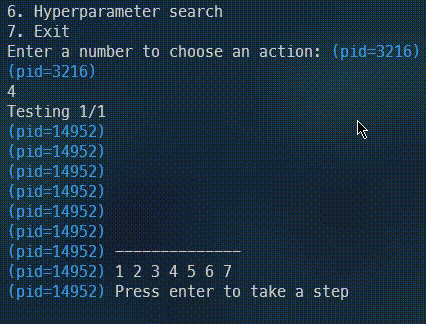 6. Hyperparameter search
7. Exit
Enter a number to choose an action: (pid=3216)
(pid=3216)
4
Testing 1/1
(pid=14952)
(pid=14952)
(pid=14952)
(pid=14952)
(pid=14952)
(pid=14952)
(pid=14952) ——————————————
(pid=14952) 1 2 3 4 5 6 7
(pid=14952) Press enter to take a step